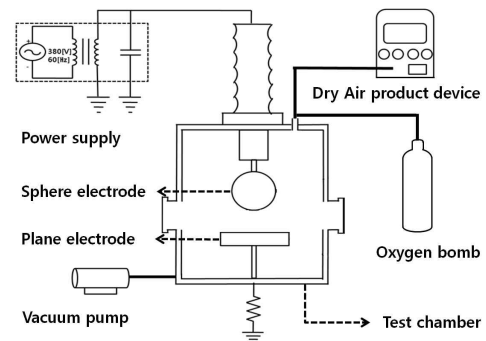 380[V]
60[Hz]
Dry Air product device
Power supply
Sphere electrode
Plane electrode
Oxygen bomb
Vacuum pump
Test chamber